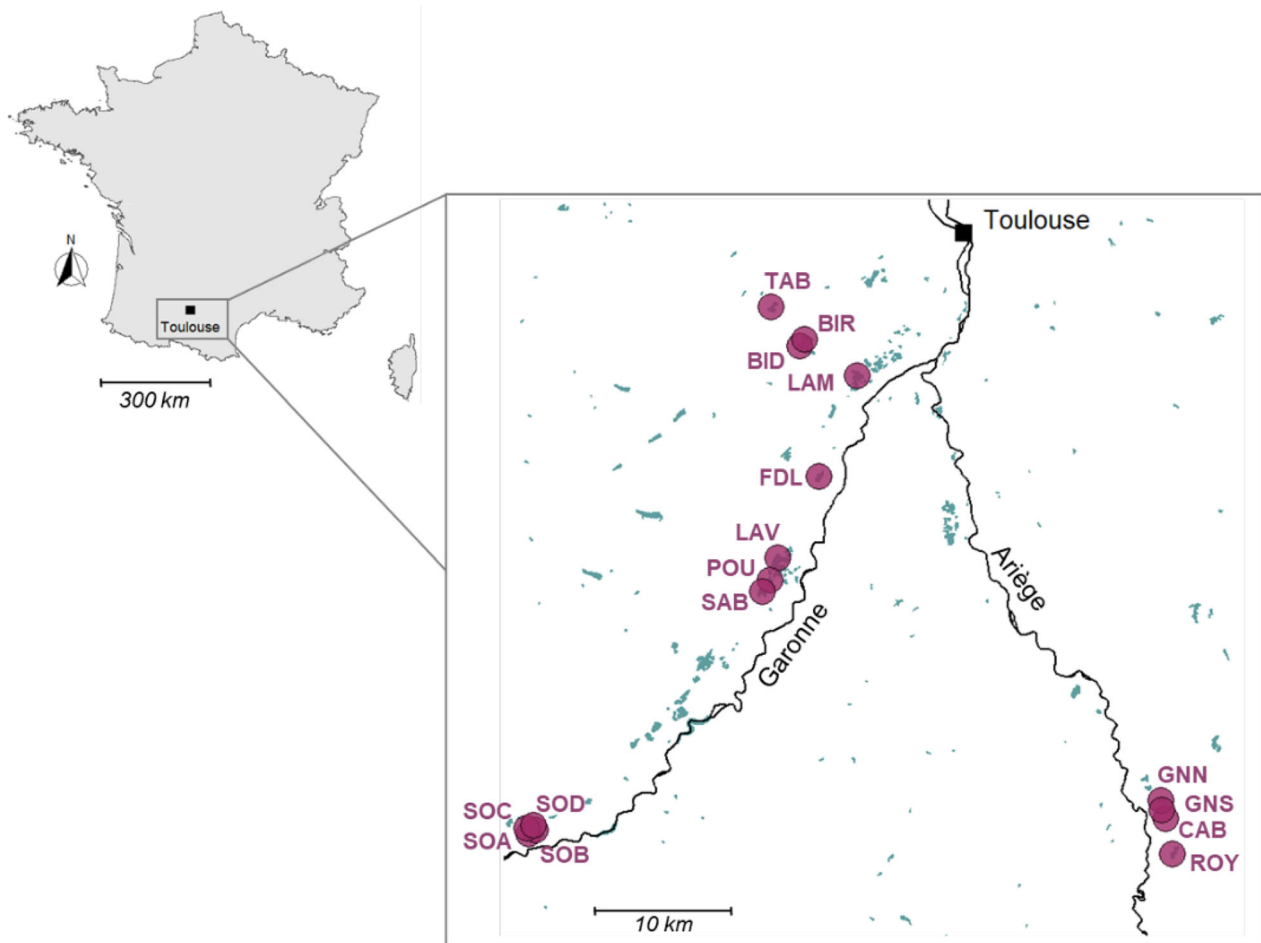 N
Toulouse
300 km
Toulouse
TAB
BIR
BID
LAM
FDL
LAV
POU
SAB
Garonne
Ariège
SOC
SOD
SOA
SOB
GNN
GNS
CAB
ROY
10 km